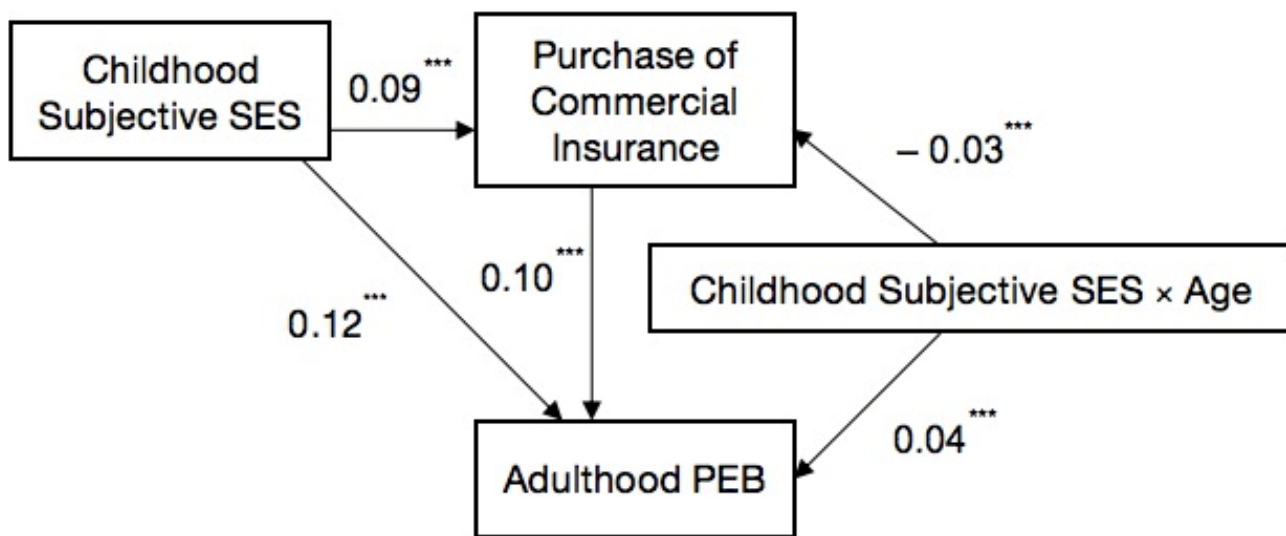 Childhood
Subjective SES
0.09***
Purchase of
Commercial
Insurance
– 0.03***
0.10***
0.12***
Childhood Subjective SES × Age
0.04***
Adulthood PEB